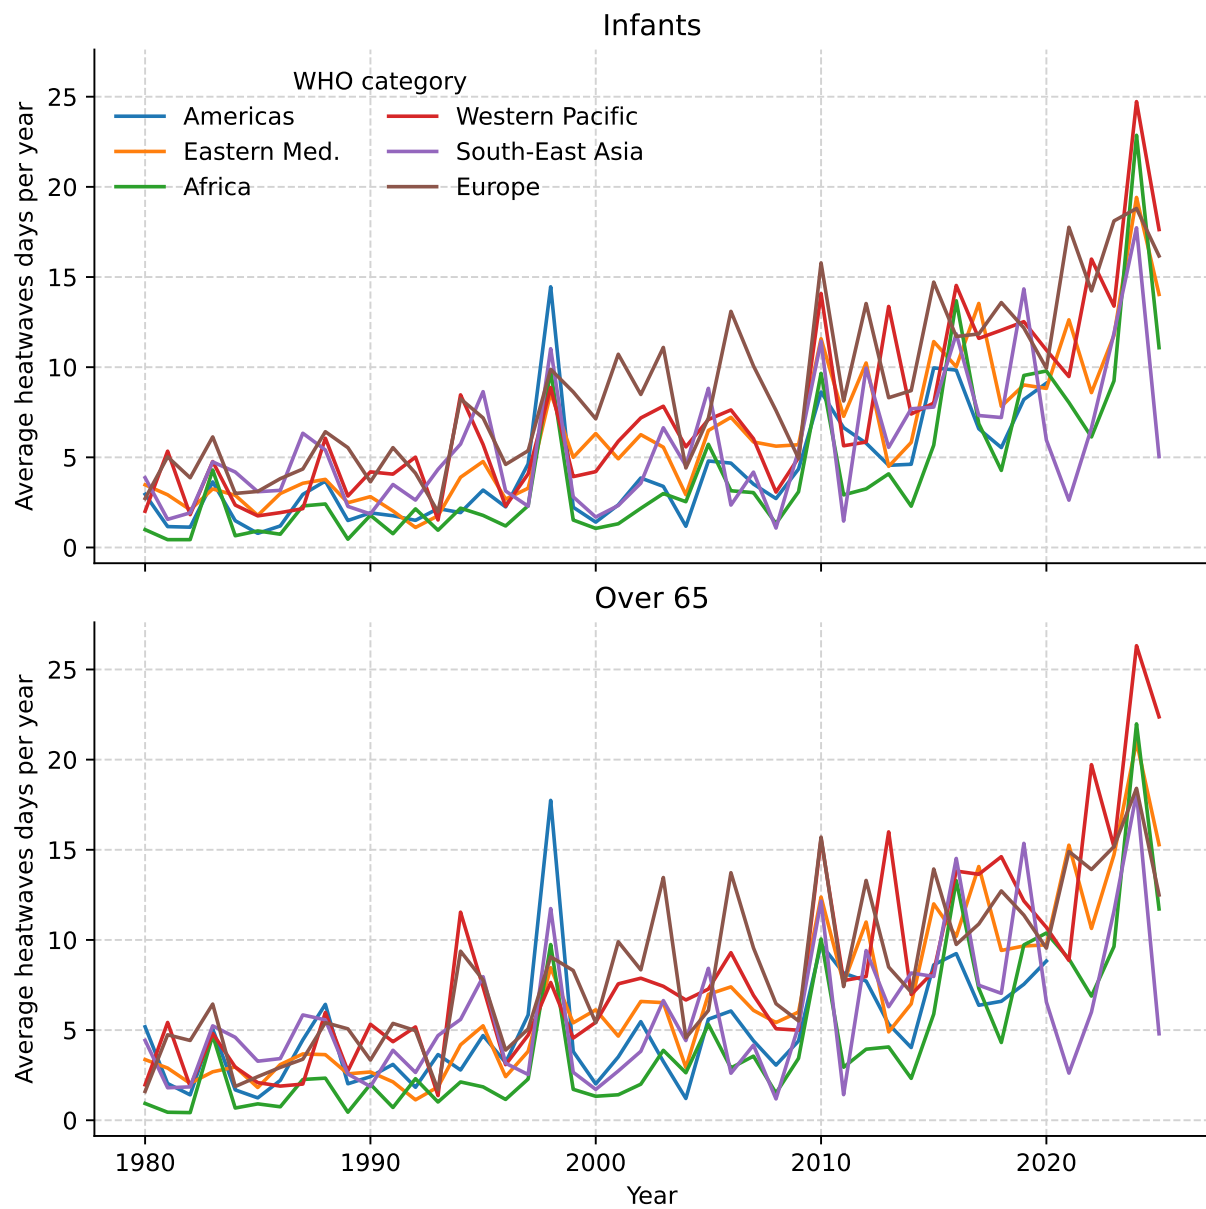 Infants
Average heatwaves days per year
25
20
15
10
5
0
WHO category
Americas
Eastern Med.
Africa
Western Pacific
South-East Asia
Europe
Over 65
Average heatwaves days per year
25
20
15
10
5
0
1980 1990 2000 2010 2020
Year